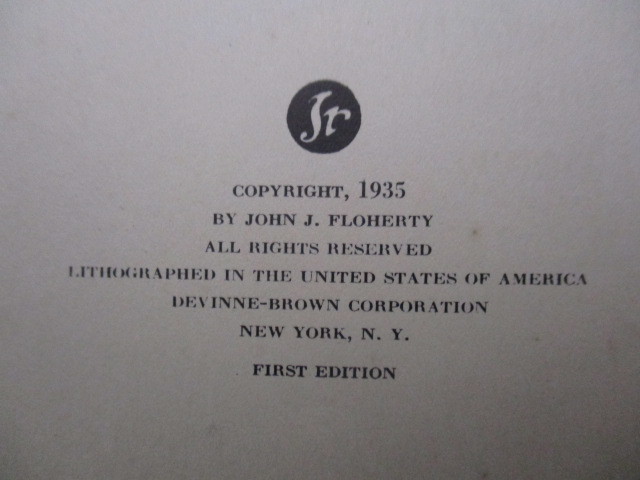 Jr
COPYRIGHT, 1935
BY JOHN J. FLOHERTY
ALL RIGHTS RESERVED
LITHOGRAPHED IN THE UNITED STATES OF AMERICA
DEVINNE-BROWN CORPORATION
NEW YORK, N. Y.
FIRST EDITION